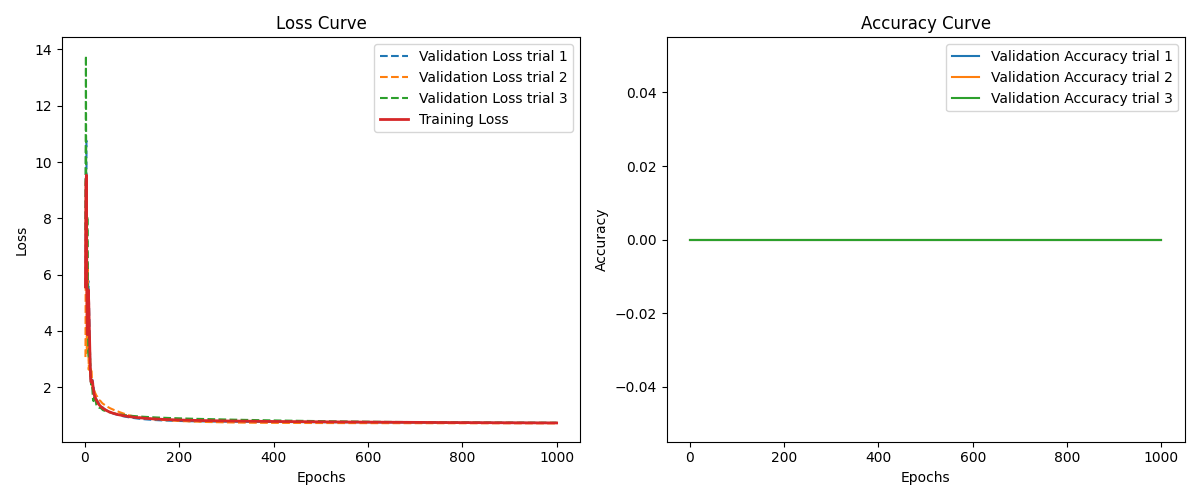 Loss Curve
Validation Loss trial 1
Validation Loss trial 2
Validation Loss trial 3
Training Loss
14
12
10
8
6
4
2
Loss
0 200 400 600 800 1000
Epochs
Accuracy Curve
Validation Accuracy trial 1
Validation Accuracy trial 2
Validation Accuracy trial 3
0.04
0.02
0.00
−0.02
−0.04
Accuracy
0 200 400 600 800 1000
Epochs